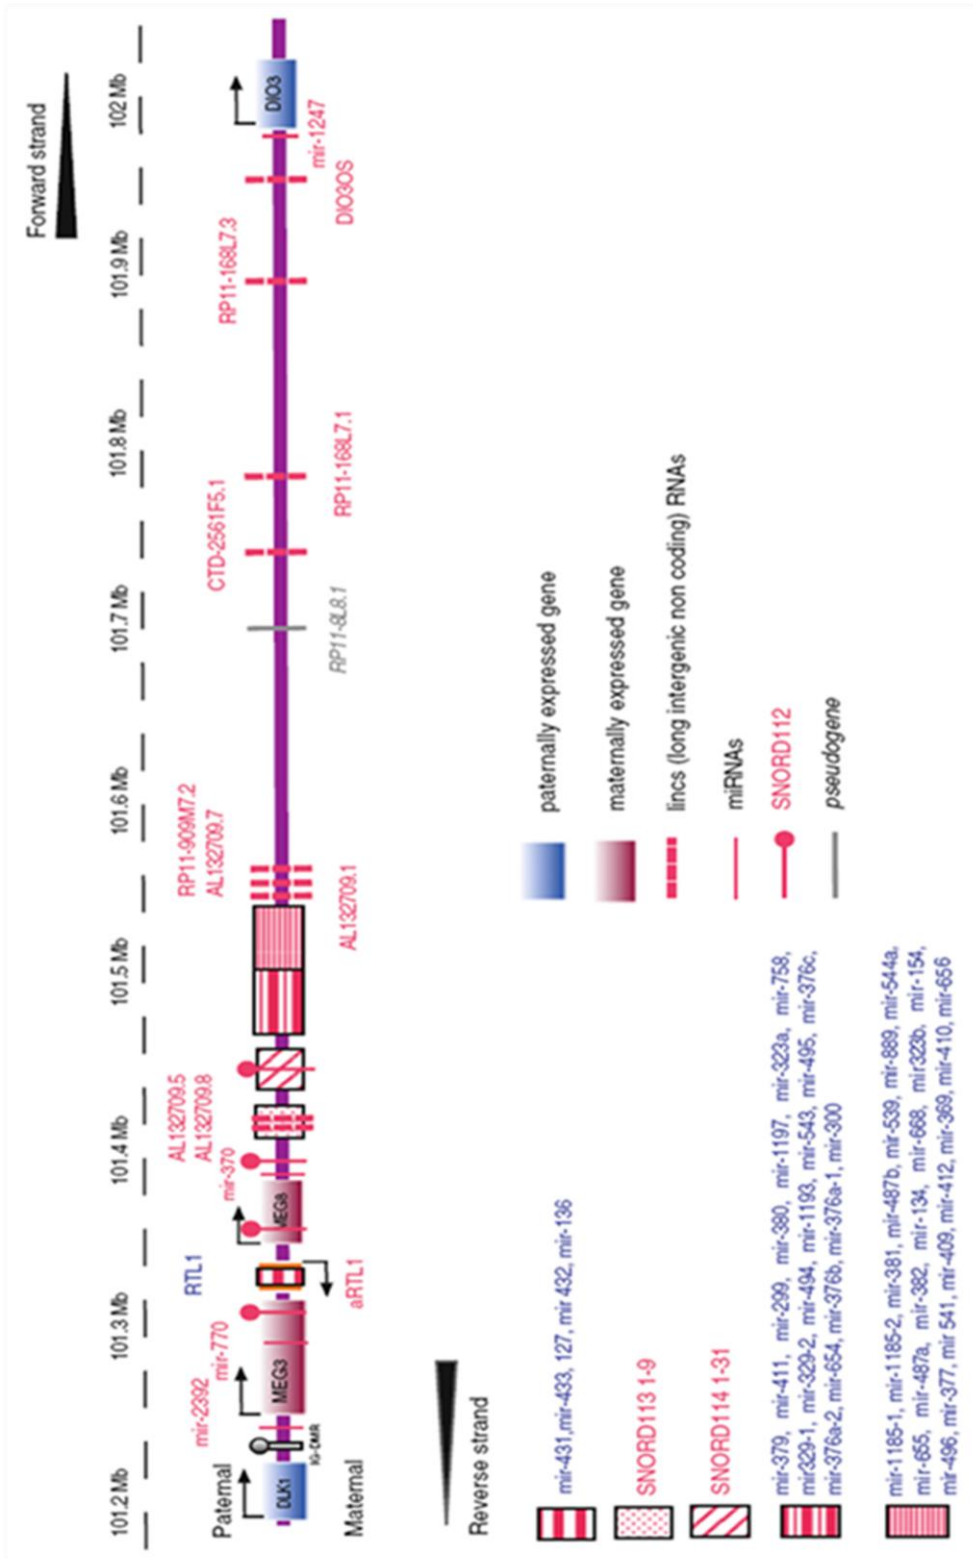 Forward strand
101.2 Mb
101.3 Mb
101.4 Mb
101.5 Mb
101.6 Mb
101.7 Mb
101.8 Mb
101.9 Mb
102 Mb
Paternal
mir-2392
mir-770
RTL1
mir-370
AL132709.5
AL132709.8
RP11-909M7.2
AL132709.7
CTD-2561F5.1
RP11-168L7.3
DLK1
IG-DMR
MEG3
MEG8
DIO3
Maternal
aRTL1
AL132709.1
RP11-8L8.1
RP11-168L7.1
DIO3OS
mir-1247
Reverse strand
mir-431,mir-433, 127, mir 432, mir-136
SNORD113 1-9
SNORD114 1-31
mir-379, mir-411, mir-299, mir-380, mir-1197, mir-323a, mir-758,
mir329-1, mir-329-2, mir-494, mir-1193, mir-543, mir-495, mir-376c,
mir-376a-2, mir-654, mir-376b, mir-376a-1, mir-300
mir-1185-1, mir-1185-2, mir-381, mir-487b, mir-539, mir-889, mir-544a,
mir-655, mir-487a, mir-382, mir-134, mir-668, mir323b, mir-154,
mir-496, mir-377, mir 541, mir-409, mir-412, mir-369, mir-410, mir-656
paternally expressed gene
maternally expressed gene
lincs (long intergenic non coding) RNAs
miRNAs
SNORD112
pseudogene